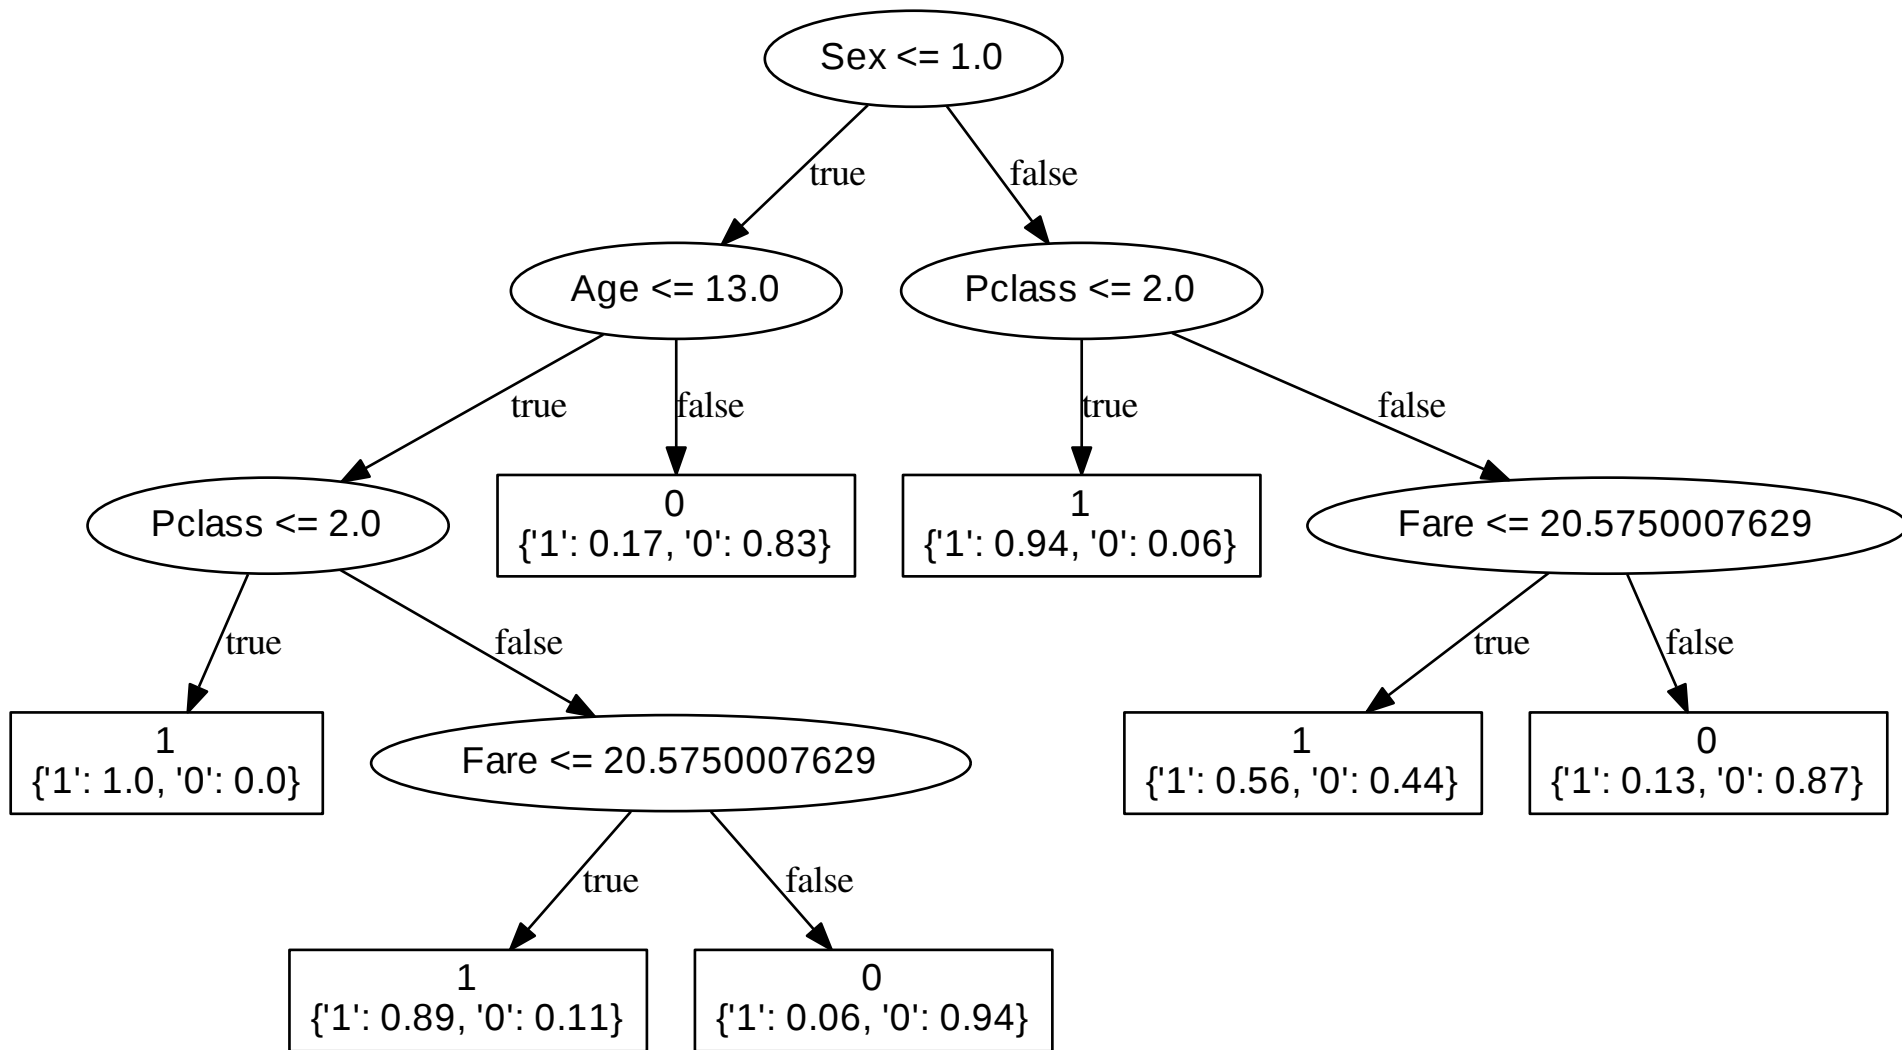 Sex <= 1.0
true
false
Age <= 13.0
Pclass <= 2.0
true
false
true
false
Pclass <= 2.0
0
{'1': 0.17, '0': 0.83}
1
{'1': 0.94, '0': 0.06}
Fare <= 20.5750007629
true
false
true
false
1
{'1': 1.0, '0': 0.0}
Fare <= 20.5750007629
1
{'1': 0.56, '0': 0.44}
0
{'1': 0.13, '0': 0.87}
true
false
1
{'1': 0.89, '0': 0.11}
0
{'1': 0.06, '0': 0.94}